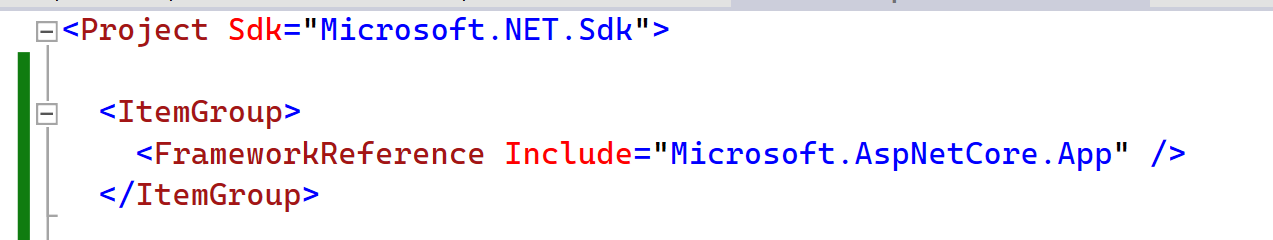 <Project Sdk="Microsoft.NET.Sdk">
<ItemGroup>
<FrameworkReference Include="Microsoft.AspNetCore.App" />
</ItemGroup>